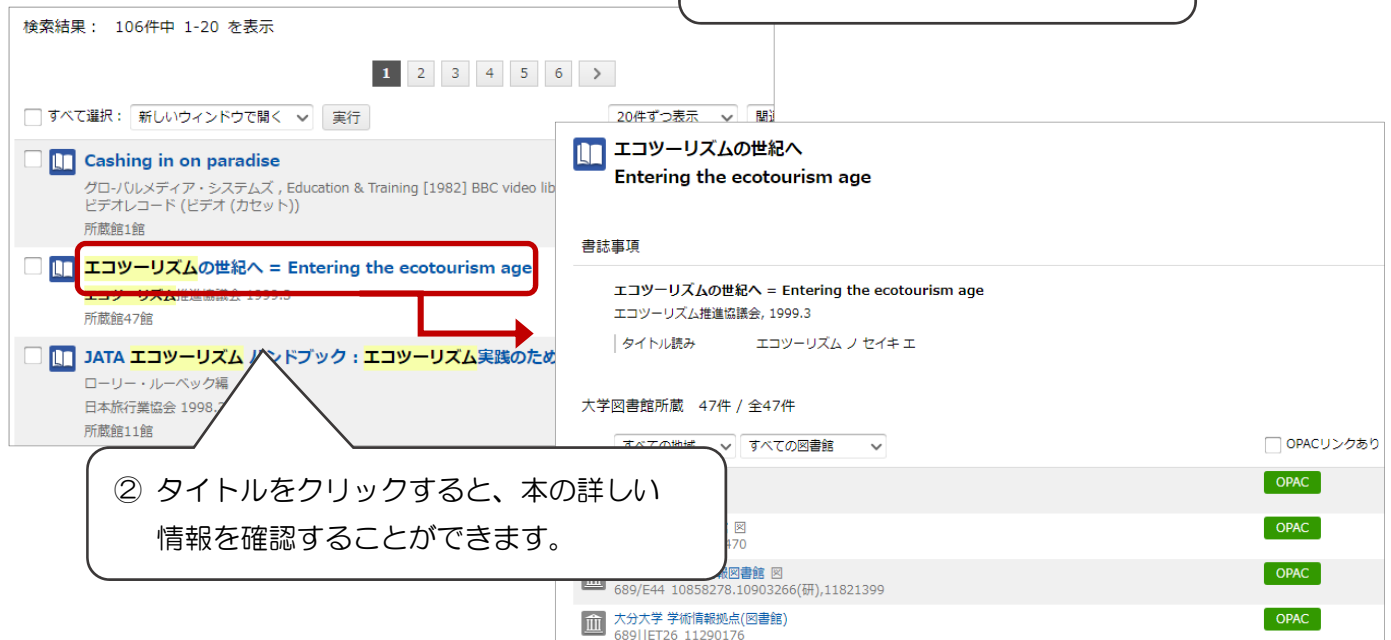 検索結果： 106件中 1-20 を表示
1 2 3 4 5 6 >
すべて選択： 新しいウィンドウで開く 実行
20件ずつ表示
Cashing in on paradise
グローバルメディア・システムズ , Education & Training [1982] BBC video lib
ビデオレコード (ビデオ (カセット))
所蔵館1館
エコツーリズムの世紀へ = Entering the ecotourism age
エコツーリズム推進協議会 1999.3
所蔵館47館
JATA エコツーリズム ハンドブック : エコツーリズム実践のため
ローリー・ルーベック編
日本旅行業協会 1998.
所蔵館11館
② タイトルをクリックすると、本の詳しい
情報を確認することができます。
エコツーリズムの世紀へ
Entering the ecotourism age
書誌事項
エコツーリズムの世紀へ = Entering the ecotourism age
エコツーリズム推進協議会, 1999.3
タイトル読み エコツーリズム ノ セイキ エ
大学図書館所蔵 47件 / 全47件
すべての地域 すべての図書館
OPACリンクあり
OPAC
図
470
OPAC
報図書館 図
689/E44 10858278.10903266(研),11821399
OPAC
大分大学 学術情報拠点(図書館)
689||ET26 11290176
OPAC